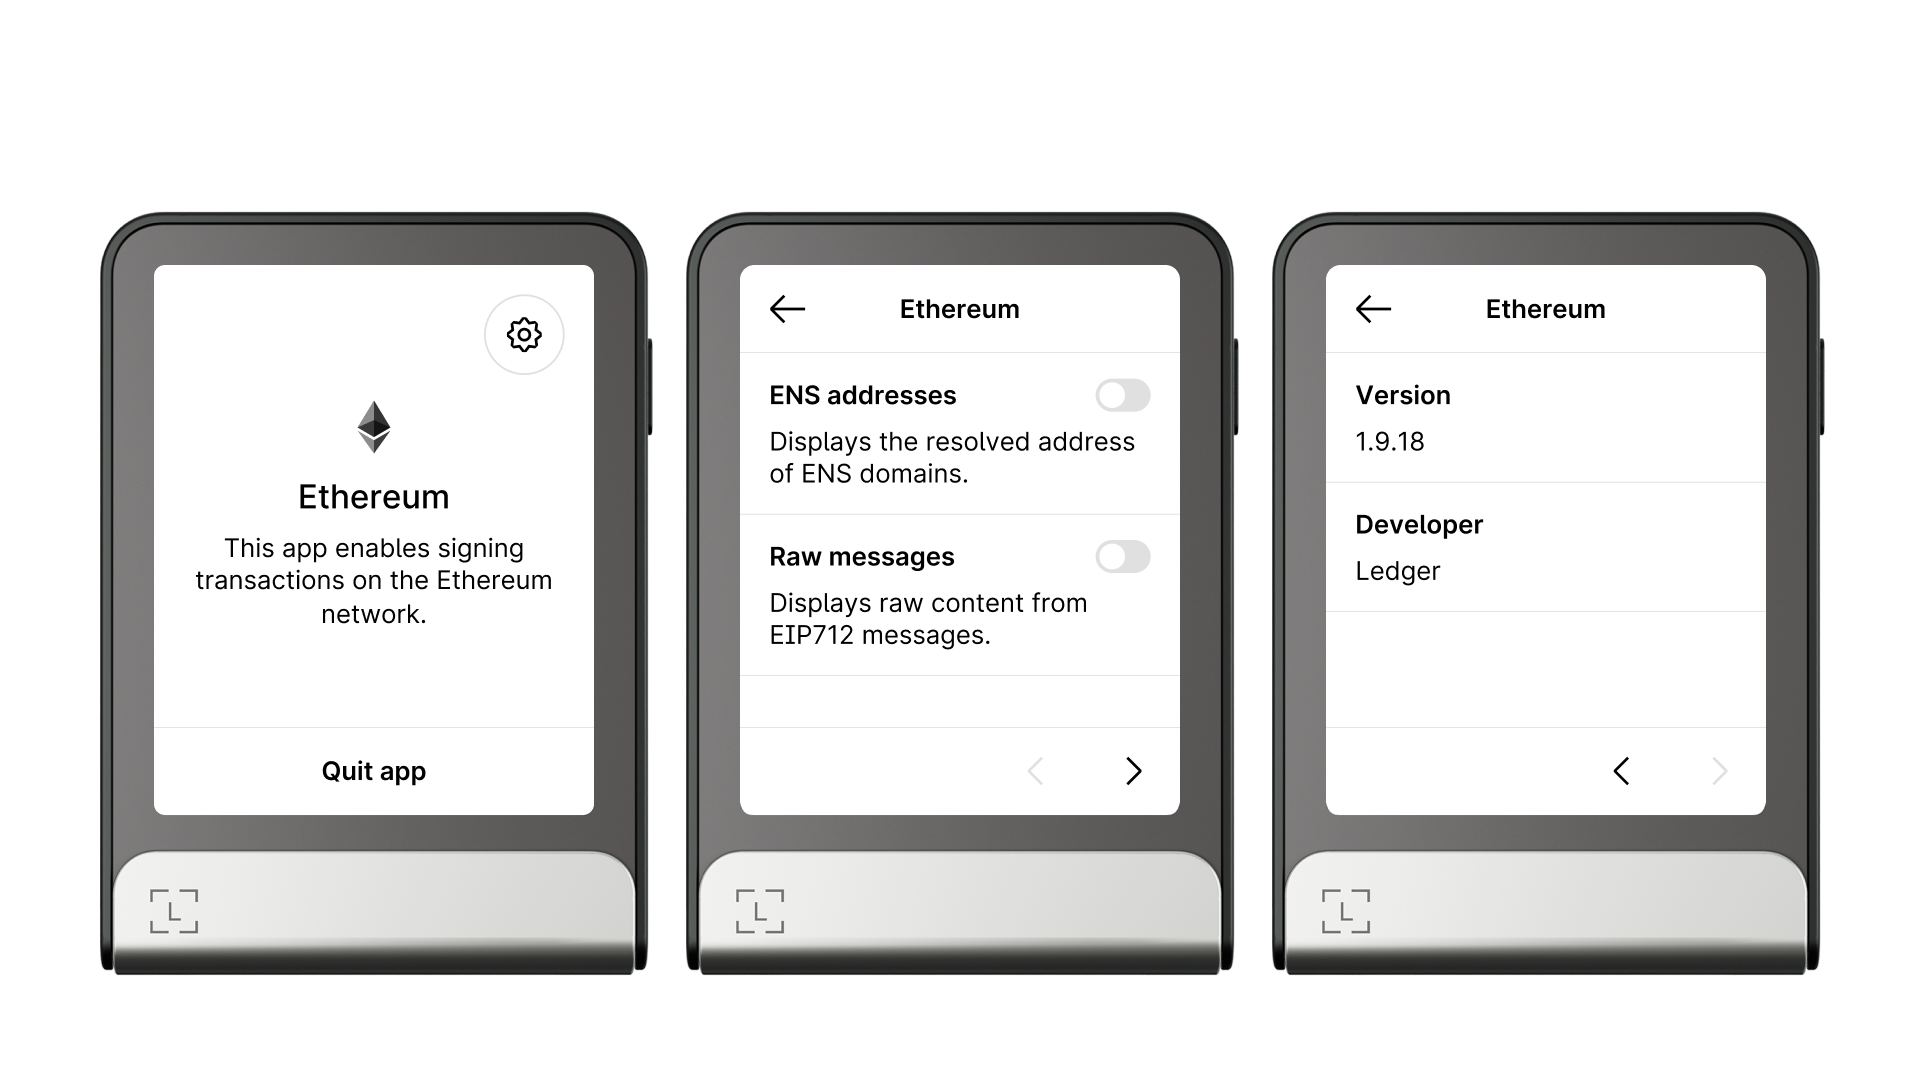 Ethereum
This app enables signing
transactions on the Ethereum
network.
Quit app
L
Ethereum
ENS addresses
Displays the resolved address
of ENS domains.
Raw messages
Displays raw content from
EIP712 messages.
L
Ethereum
Version
1.9.18
Developer
Ledger
L